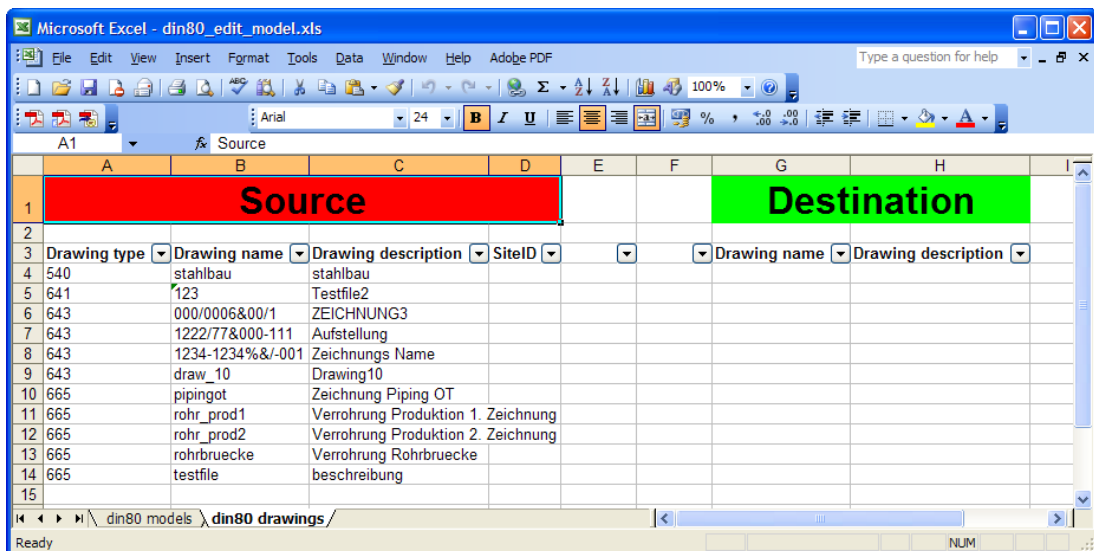 Microsoft Excel - din80_edit_model.xls
File Edit View Insert Format Tools Data Window Help Adobe PDF Type a question for help
100%
Arial 24 B I U % , .00 .00 A
A1 fx Source
A B C D E F G H I
1 Source Destination
2
3 Drawing type Drawing name Drawing description SiteID Drawing name Drawing description
4 540 stahlbau stahlbau
5 641 123 Testfile2
6 643 000/0006&00/1 ZEICHNUNG3
7 643 1222/77&000-111 Aufstellung
8 643 1234-1234%&/-001 Zeichnungs Name
9 643 draw_10 Drawing10
10 665 pipingot Zeichnung Piping OT
11 665 rohr_prod1 Verrohrung Produktion 1. Zeichnung
12 665 rohr_prod2 Verrohrung Produktion 2. Zeichnung
13 665 rohrbruecke Verrohrung Rohrbruecke
14 665 testfile beschreibung
15
din80 models din80 drawings
Ready NUM